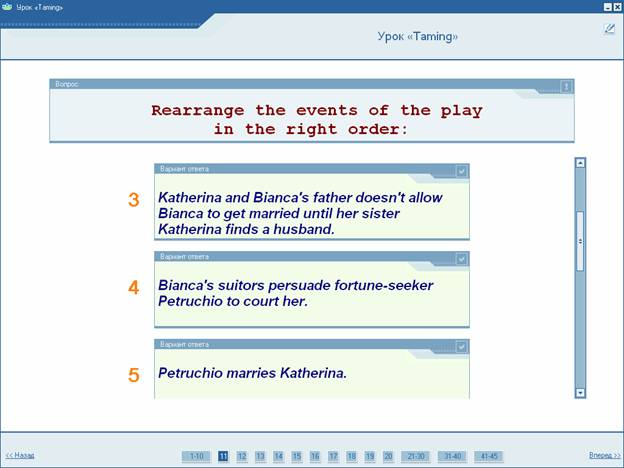 Урок «Taming»
Урок «Taming»
Вопрос
Rearrange the events of the play
in the right order:
Вариант ответа
3
Katherina and Bianca's father doesn't allow
Bianca to get married until her sister
Katherina finds a husband.
Вариант ответа
4
Bianca's suitors persuade fortune-seeker
Petruchio to court her.
Вариант ответа
5
Petruchio marries Katherina.
<< Назад 1-10 11 12 13 14 15 16 17 18 19 20 21-30 31-40 41-45 Вперед >>